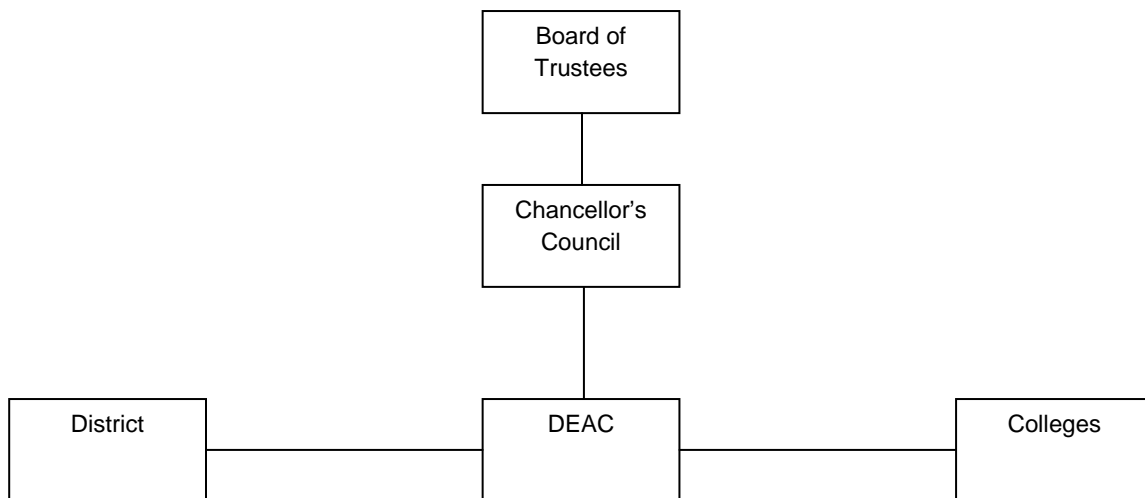 Board of
Trustees
Chancellor’s
Council
District
DEAC
Colleges